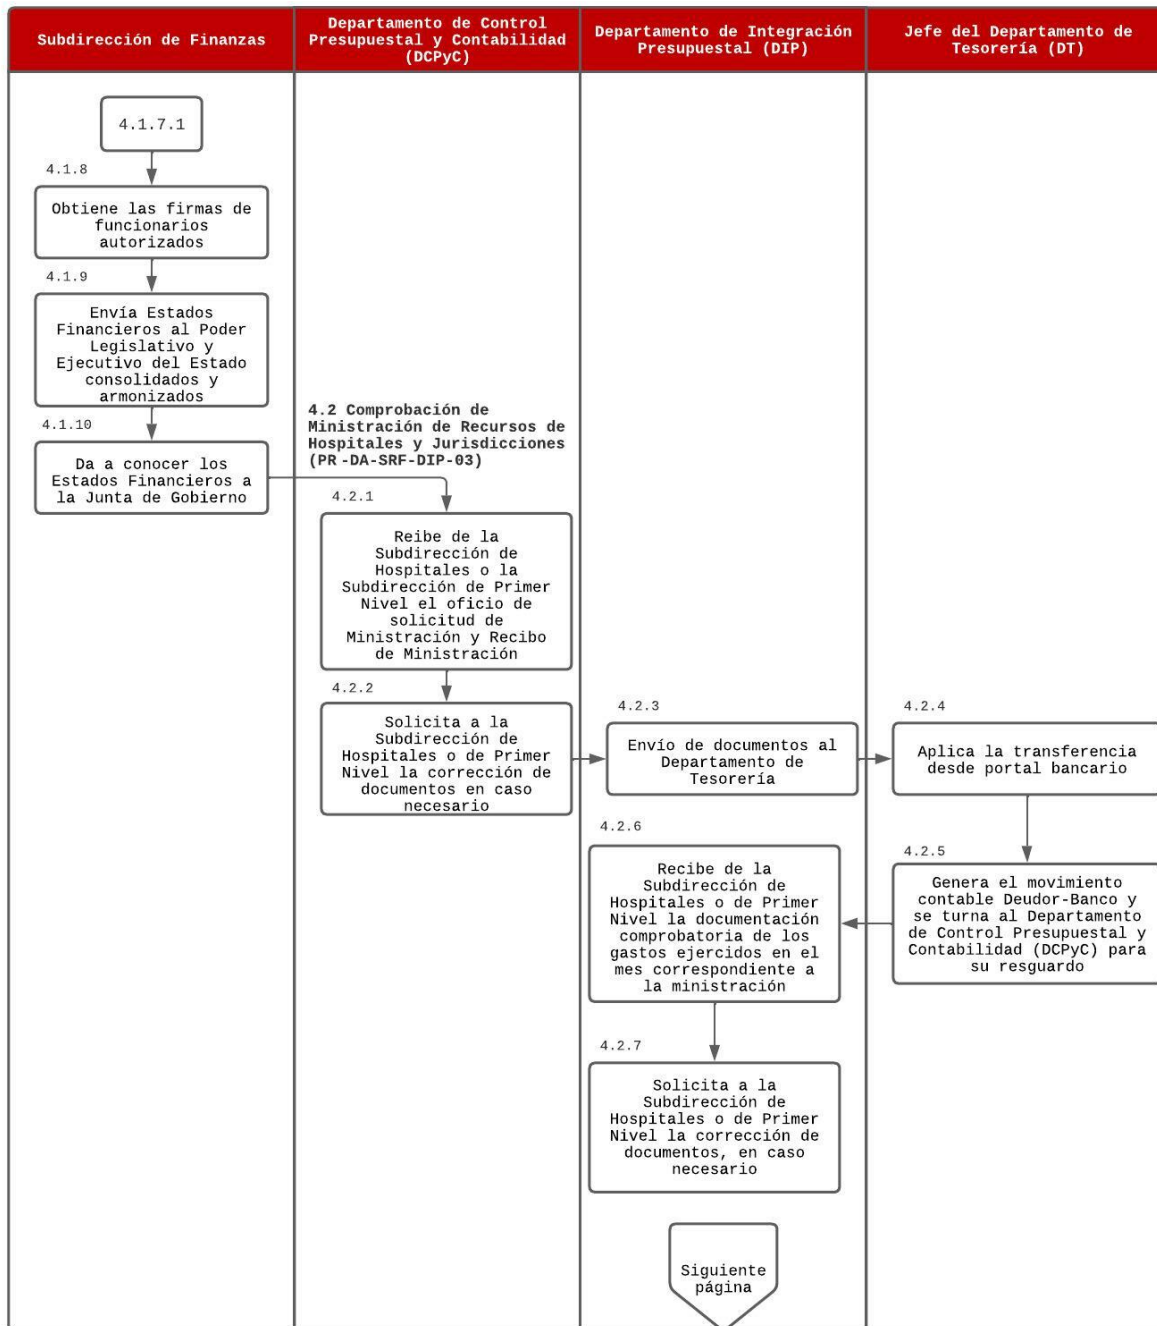 Subdirección de Finanzas
Departamento de Control
Presupuestal y Contabilidad
(DCPyC)
Departamento de Integración
Presupuestal (DIP)
Jefe del Departamento de
Tesorería (DT)
4.1.7.1
4.1.8
Obtiene las firmas de
funcionarios
autorizados
4.1.9
Envía Estados
Financieros al Poder
Legislativo y
Ejecutivo del Estado
consolidados y
armonizados
4.1.10
Da a conocer los
Estados Financieros a
la Junta de Gobierno
4.2 Comprobación de
Ministración de Recursos de
Hospitales y Jurisdicciones
(PR-DA-SRF-DIP-03)
4.2.1
Reibe de la
Subdirección de
Hospitales o la
Subdirección de Primer
Nivel el oficio de
solicitud de
Ministración y Recibo
de Ministración
4.2.2
Solicita a la
Subdirección de
Hospitales o de Primer
Nivel la corrección de
documentos en caso
necesario
4.2.3
Envío de documentos al
Departamento de
Tesorería
4.2.4
Aplica la transferencia
desde portal bancario
4.2.5
Genera el movimiento
contable Deudor-Banco y
se turna al Departamento
de Control Presupuestal y
Contabilidad (DCPyC) para
su resguardo
4.2.6
Recibe de la
Subdirección de
Hospitales o de Primer
Nivel la documentación
comprobatoria de los
gastos ejercidos en el
mes correspondiente a
la ministración
4.2.7
Solicita a la
Subdirección de
Hospitales o de Primer
Nivel la corrección de
documentos, en caso
necesario
Siguiente
página